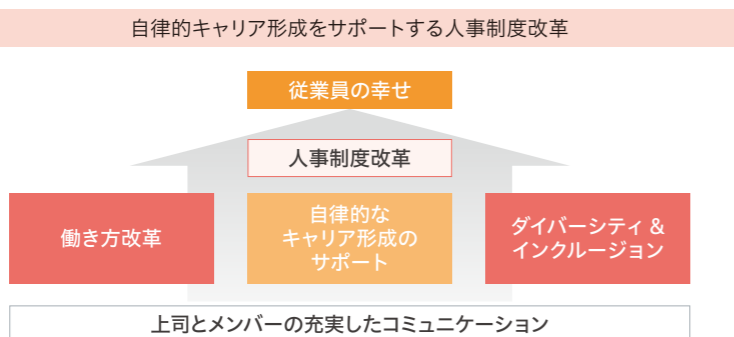 自律的キャリア形成をサポートする人事制度改革
従業員の幸せ
人事制度改革
働き方改革
自律的な
キャリア形成の
サポート
ダイバーシティ &
インクルージョン
上司とメンバーの充実したコミュニケーション